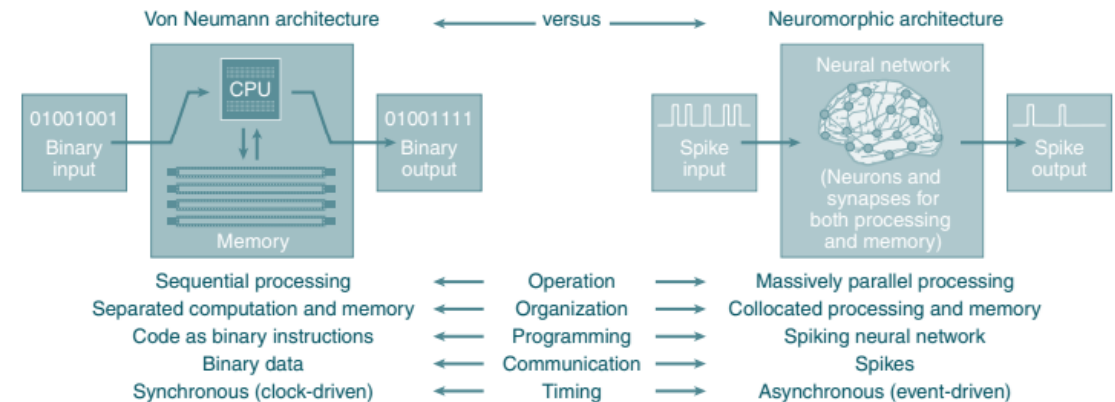 Von Neumann architecture versus Neuromorphic architecture
CPU
01001001
Binary
input
01001111
Binary
output
Memory
Neural network
Spike
input
(Neurons and
synapses for
both processing
and memory)
Spike
output
Sequential processing Operation Massively parallel processing
Separated computation and memory Organization Collocated processing and memory
Code as binary instructions Programming Spiking neural network
Binary data Communication Spikes
Synchronous (clock-driven) Timing Asynchronous (event-driven)